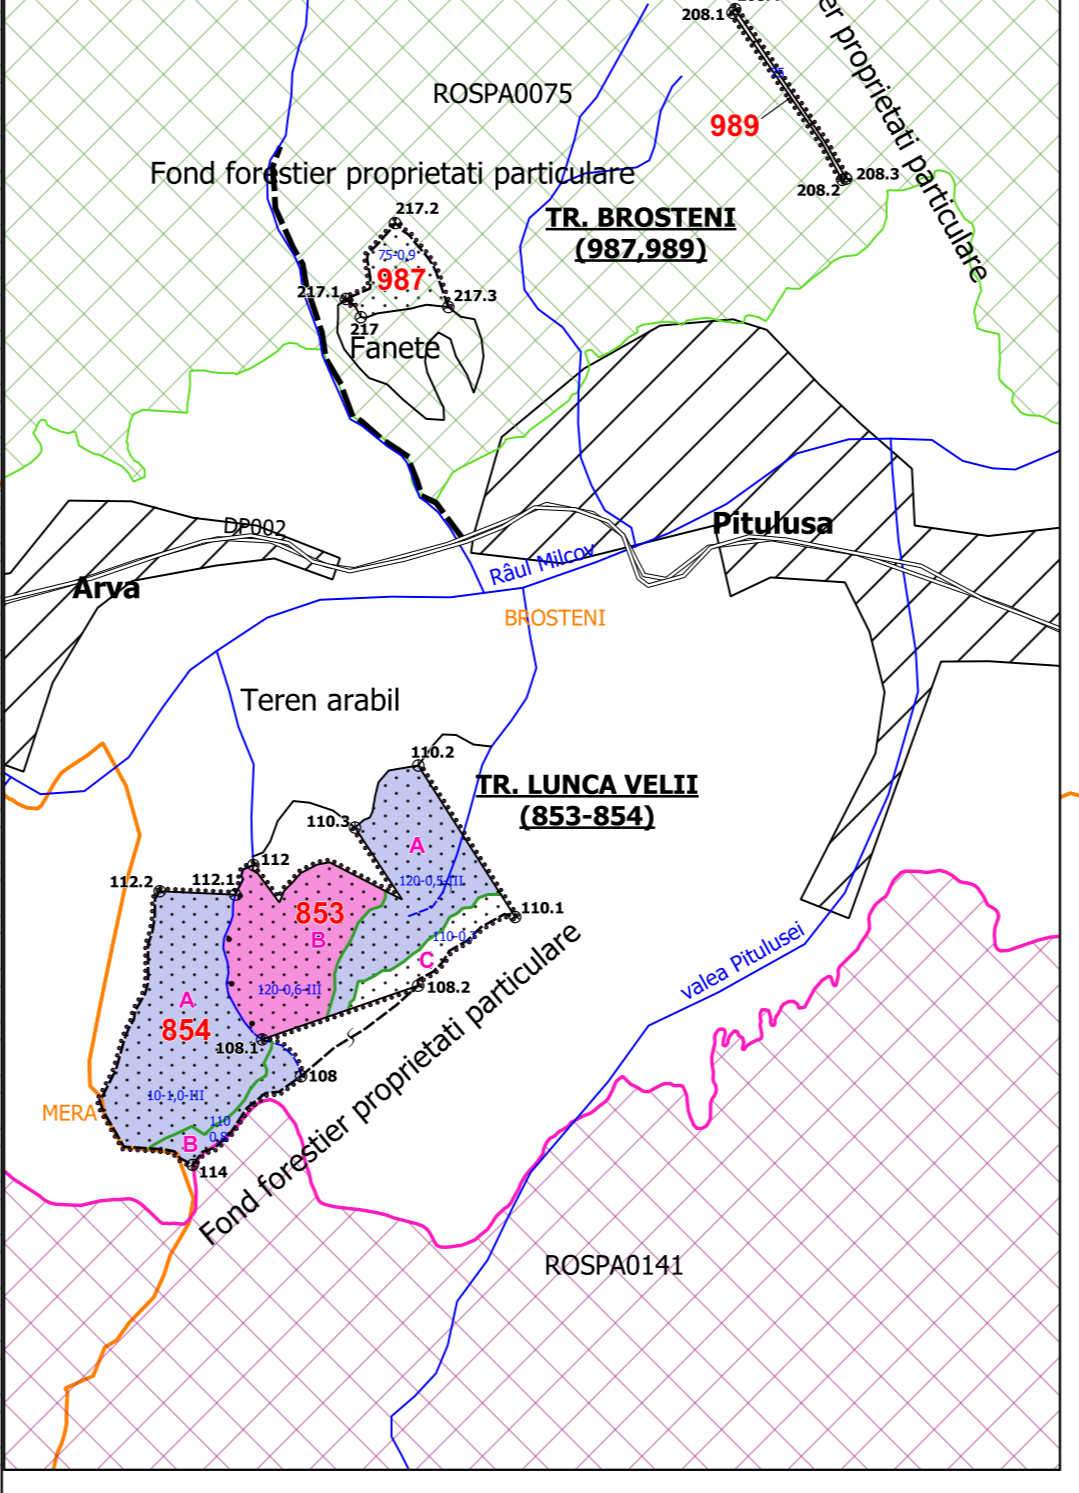 208.1
er proprietati particulare
ROSPA0075
75
989
Fond forestier proprietati particulare
208.3
208.2
217.2
TR. BROSTENI
(987,989)
75-0,9
987
217.1
217.3
217
Fanete
DP002
Pitulusa
Râul Milcov
Arva
BROSTENI
Teren arabil
110.2
TR. LUNCA VELII
(853-854)
110.3
A
112
112.2
112.1
120-0,5-III
853
110.1
B
110-0,7
C
valea Pitulusei
120-0,6-III
108.2
A
854
108.1
108
10-1,0-III
MERA
110
0,8
B
114
Fond forestier proprietati particulare
ROSPA0141